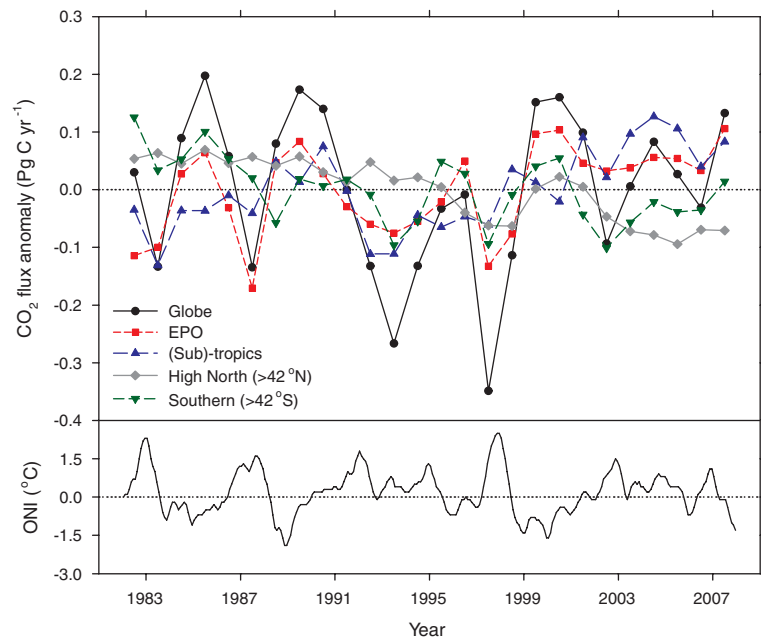 0.3
0.2
0.1
0.0
-0.1
-0.2
-0.3
-0.4
CO2 flux anomaly (Pg C yr-1)
Globe
EPO
(Sub)-tropics
High North (>42 °N)
Southern (>42 °S)
1.5
0.0
-1.5
-3.0
ONI (°C)
1983 1987 1991 1995 1999 2003 2007
Year